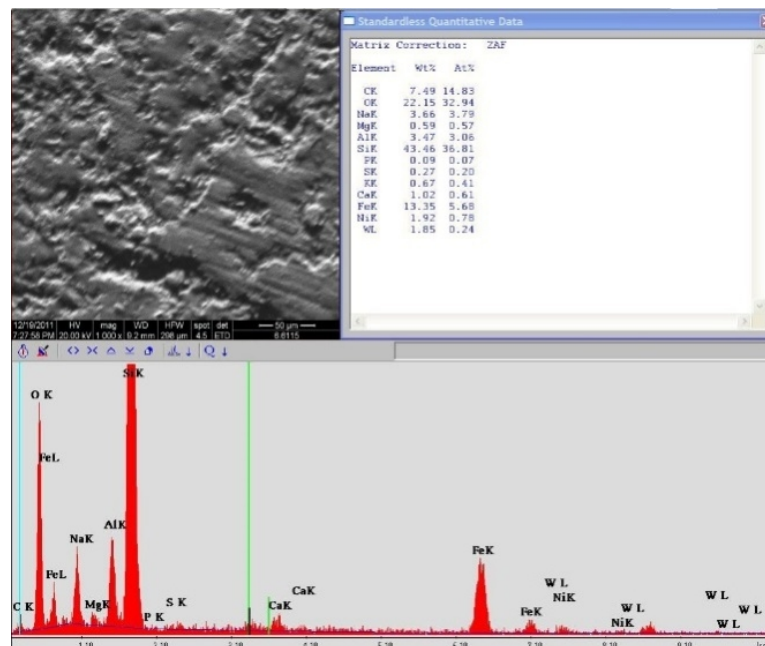 Standardless Quantitative Data
Matrix Correction: ZAF
Element Wt% At%
CK 7.49 14.83
OK 22.15 32.94
NaK 3.66 3.79
MgK 0.59 0.57
AlK 3.47 3.06
SiK 43.46 36.81
PK 0.09 0.07
SK 0.27 0.20
KK 0.67 0.41
CaK 1.02 0.61
FeK 13.35 5.68
NiK 1.92 0.78
WL 1.85 0.24
12/19/2011 HV mag WD HFW spot det 50 µm
7:27:58 PM 20.00 kV 1 000 x 9.2 mm 298 µm 4.5 ETD 6.6115
SiK
O K
FeL
NaK
AlK
FeL
C K
MgK
P K
S K
CaK
CaK
FeK
FeK
W L
NiK
NiK
W L
W L
W L
W L